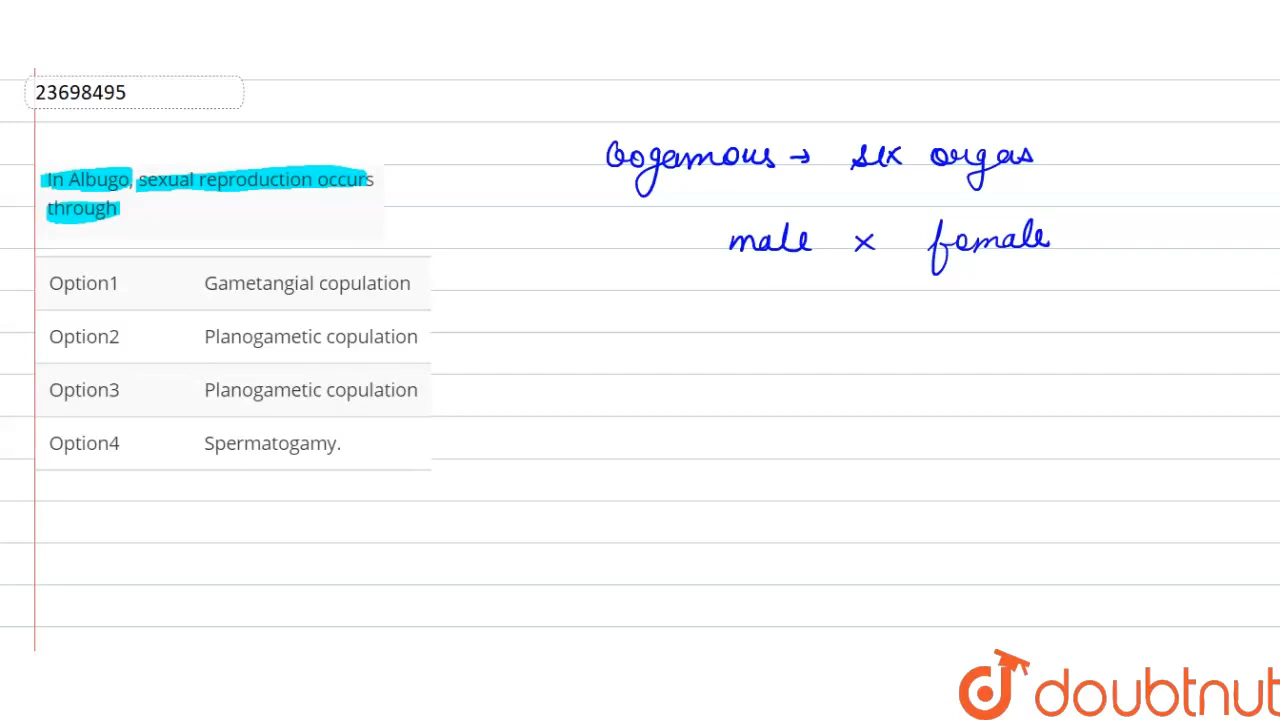 23698495
In Albugo, sexual reproduction occurs
through
Option1 Gametangial copulation
Option2 Planogametic copulation
Option3 Planogametic copulation
Option4 Spermatogamy.
Oogamous → sex orgas
male × female
doubtnut